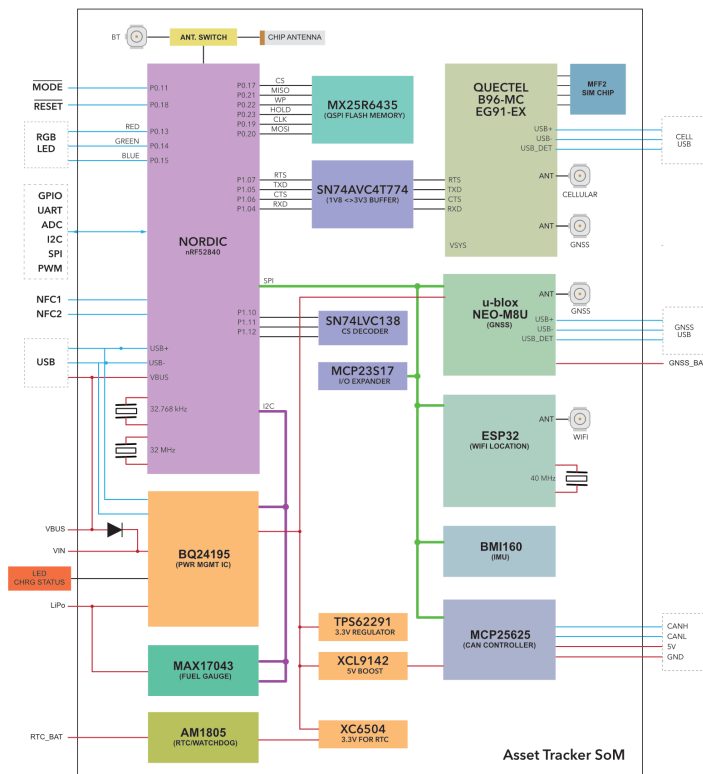 BT
ANT. SWITCH
CHIP ANTENNA
MODE
RESET
RGB
LED
RED
GREEN
BLUE
GPIO
UART
ADC
I2C
SPI
PWM
NFC1
NFC2
USB
P0.11
P0.18
P0.13
P0.14
P0.15
NORDIC
nRF52840
USB+
USB-
VBUS
32.768 kHz
32 MHz
P0.17
P0.21
P0.22
P0.23
P0.19
P0.20
CS
MISO
WP
HOLD
CLK
MOSI
MX25R6435
(QSPI FLASH MEMORY)
P1.07
P1.05
P1.06
P1.04
RTS
TXD
CTS
RXD
SN74AVC4T774
(1V8 <>3V3 BUFFER)
QUECTEL
B96-MC
EG91-EX
MFF2
SIM CHIP
USB+
USB-
USB_DET
CELL
USB
RTS
TXD
CTS
RXD
ANT
CELLULAR
ANT
GNSS
VSYS
SPI
P1.10
P1.11
P1.12
SN74LVC138
CS DECODER
MCP23S17
I/O EXPANDER
I2C
u-blox
NEO-M8U
(GNSS)
ANT
GNSS
USB+
USB-
USB_DET
GNSS
USB
GNSS_BA
ESP32
(WIFI LOCATION)
ANT
WIFI
40 MHz
BMI160
(IMU)
MCP25625
(CAN CONTROLLER)
CANH
CANL
5V
GND
VBUS
VIN
LED
CHRG STATUS
LiPo
BQ24195
(PWR MGMT IC)
MAX17043
(FUEL GAUGE)
TPS62291
3.3V REGULATOR
XCL9142
5V BOOST
RTC_BAT
AM1805
(RTC/WATCHDOG)
XC6504
3.3V FOR RTC
Asset Tracker SoM